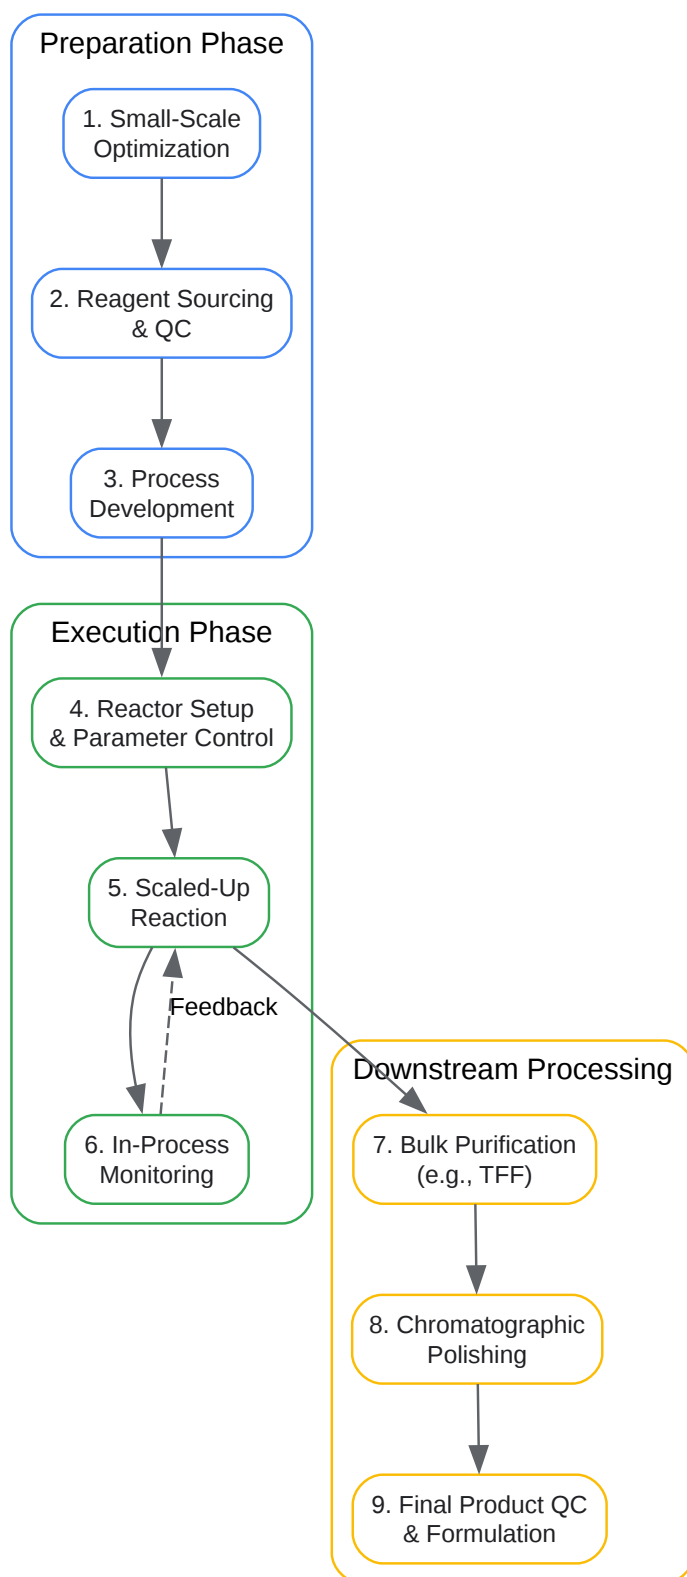 Preparation Phase
1. Small-Scale
Optimization
2. Reagent Sourcing
& QC
3. Process
Development
Execution Phase
4. Reactor Setup
& Parameter Control
5. Scaled-Up
Reaction
Feedback
6. In-Process
Monitoring
Downstream Processing
7. Bulk Purification
(e.g., TFF)
8. Chromatographic
Polishing
9. Final Product QC
& Formulation